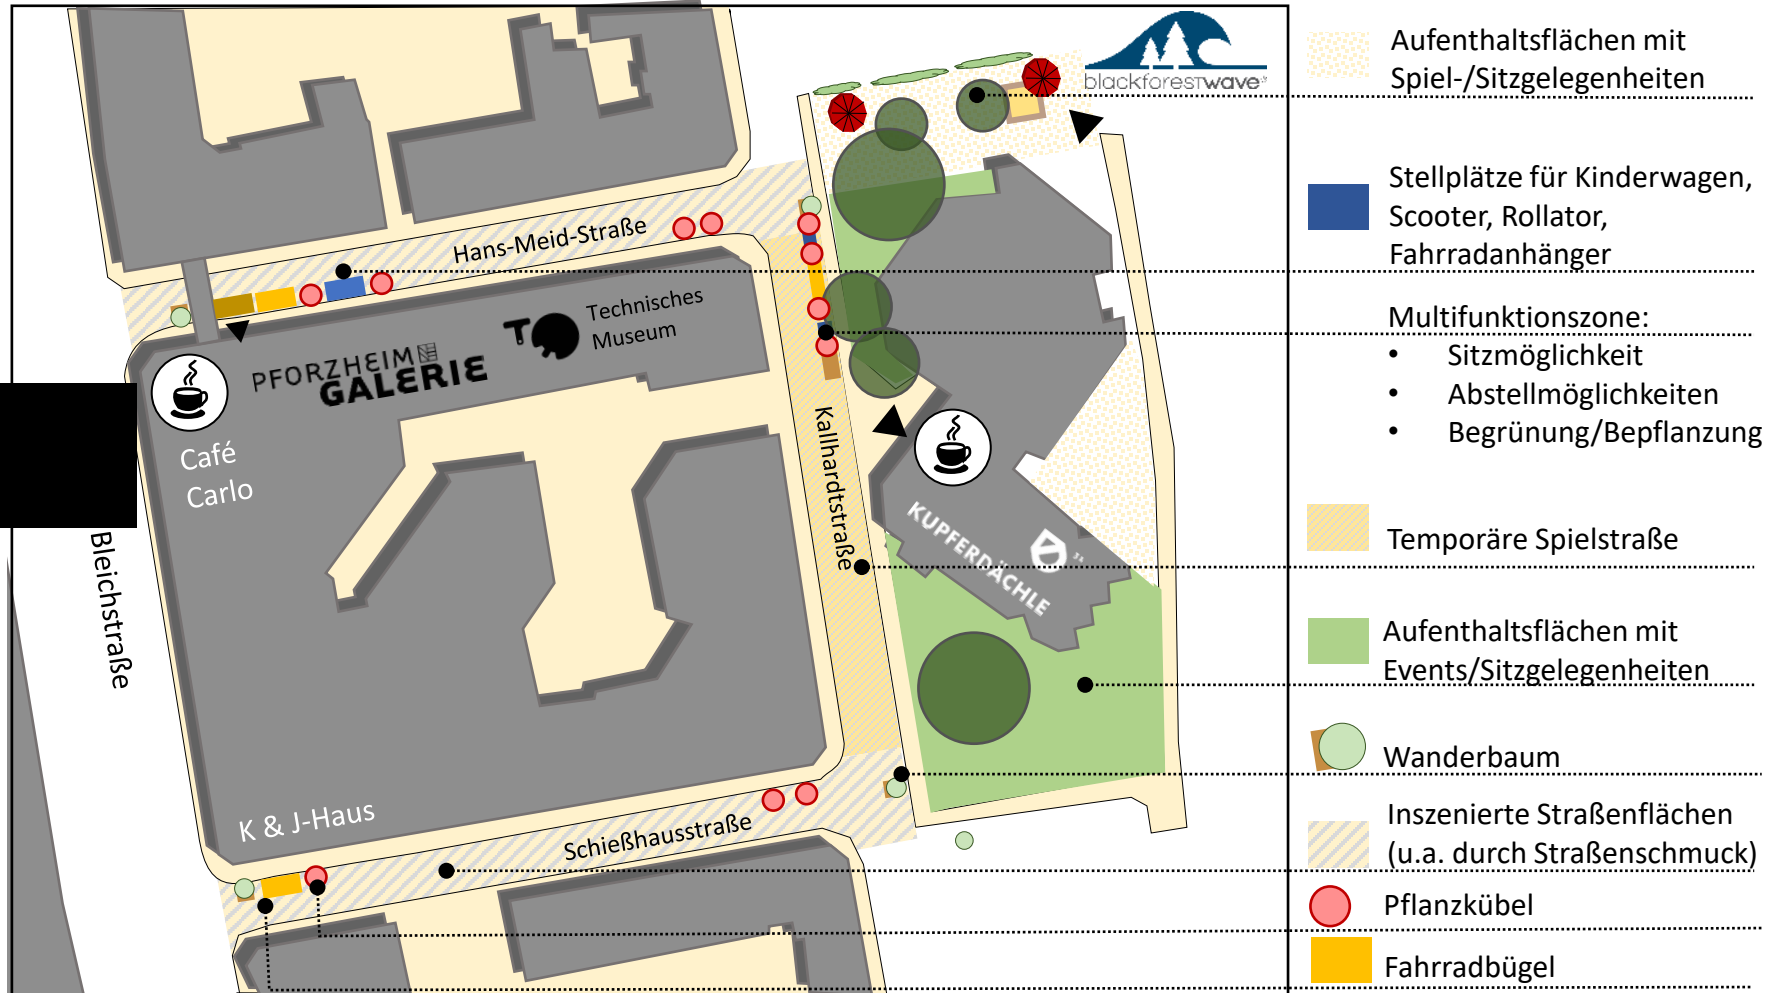 blackforestwave
Hans-Meid-Straße
Technisches
Museum
PFORZHEIM
GALERIE
Café
Carlo
Kallhardtstraße
KUPFERDÄCHLE
Bleichstraße
K & J-Haus
Schießhausstraße
Aufenthaltsflächen mit
Spiel-/Sitzgelegenheiten
Stellplätze für Kinderwagen,
Scooter, Rollator,
Fahrradanhänger
Multifunktionszone:
• Sitzmöglichkeit
• Abstellmöglichkeiten
• Begrünung/Bepflanzung
Temporäre Spielstraße
Aufenthaltsflächen mit
Events/Sitzgelegenheiten
Wanderbaum
Inszenierte Straßenflächen
(u.a. durch Straßenschmuck)
Pflanzkübel
Fahrradbügel